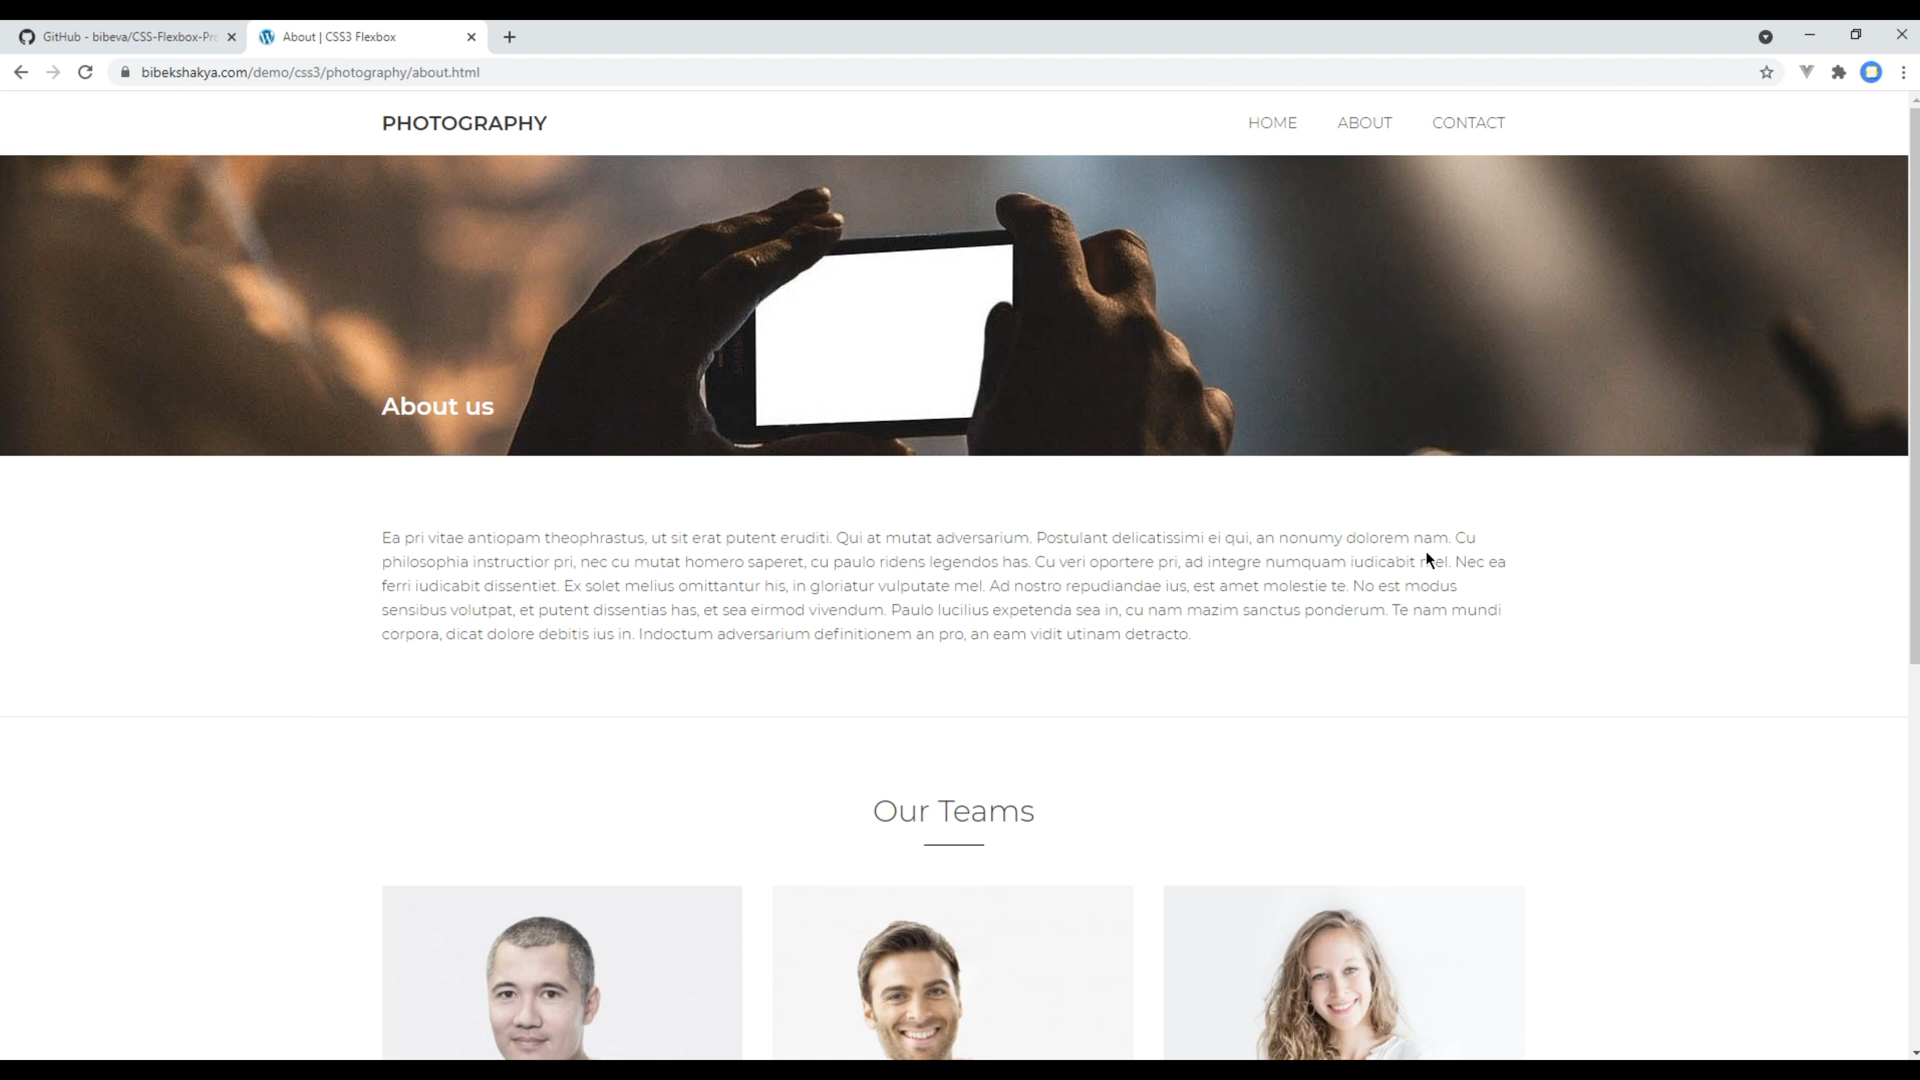 GitHub - bibeva/CSS-Flexbox-Pro
About | CSS3 Flexbox
bibekshakya.com/demo/css3/photography/about.html
PHOTOGRAPHY
HOME
ABOUT
CONTACT
About us
Ea pri vitae antiopam theophrastus, ut sit erat putent eruditi. Qui at mutat adversarium. Postulant delicatissimi ei qui, an nonumy dolorem nam. Cu
philosophia instructior pri, nec cu mutat homero saperet, cu paulo ridens legendos has. Cu veri oportere pri, ad integre numquam iudicabit mel. Nec ea
ferri iudicabit dissentiet. Ex solet melius omittantur his, in gloriatur vulputate mel. Ad nostro repudiandae ius, est amet molestie te. No est modus
sensibus volutpat, et putent dissentias has, et sea eirmod vivendum. Paulo lucilius expetenda sea in, cu nam mazim sanctus ponderum. Te nam mundi
corpora, dicat dolore debitis ius in. Indoctum adversarium definitionem an pro, an eam vidit utinam detracto.
Our Teams